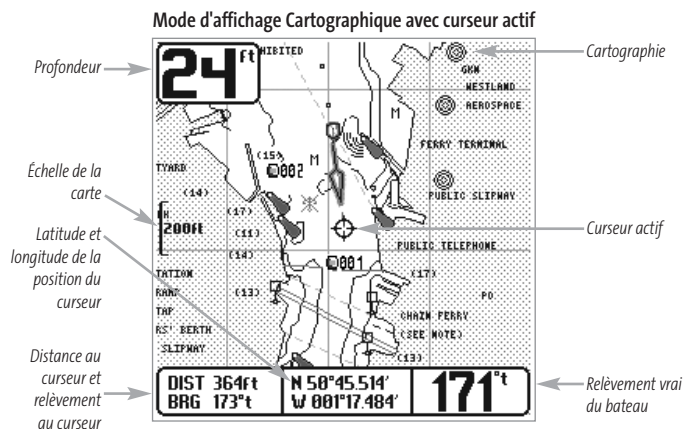 Mode d'affichage Cartographique avec curseur actif
Profondeur
24 ft
HIBITED
Cartographie
GKN
WESTLAND
AEROSPACE
M
M
FERRY TERMINAL
(15)
002
TYARD
Échelle de la
carte
(14)
PUBLIC SLIPWAY
(17)
200ft
(11)
Curseur actif
Latitude et
longitude de la
position du
curseur
PUBLIC TELEPHONE
(14)
001
TATION
(17)
RAMP
(13)
PO
TAP
CHAIN FERRY
RS' BERTH
(SEE NOTE)
SLIPWAY
(13)
Distance au
curseur et
relèvement
au curseur
DIST 364ft
BRG 173°t
N 50°45.514'
W 001°17.484'
171°t
Relèvement vrai
du bateau